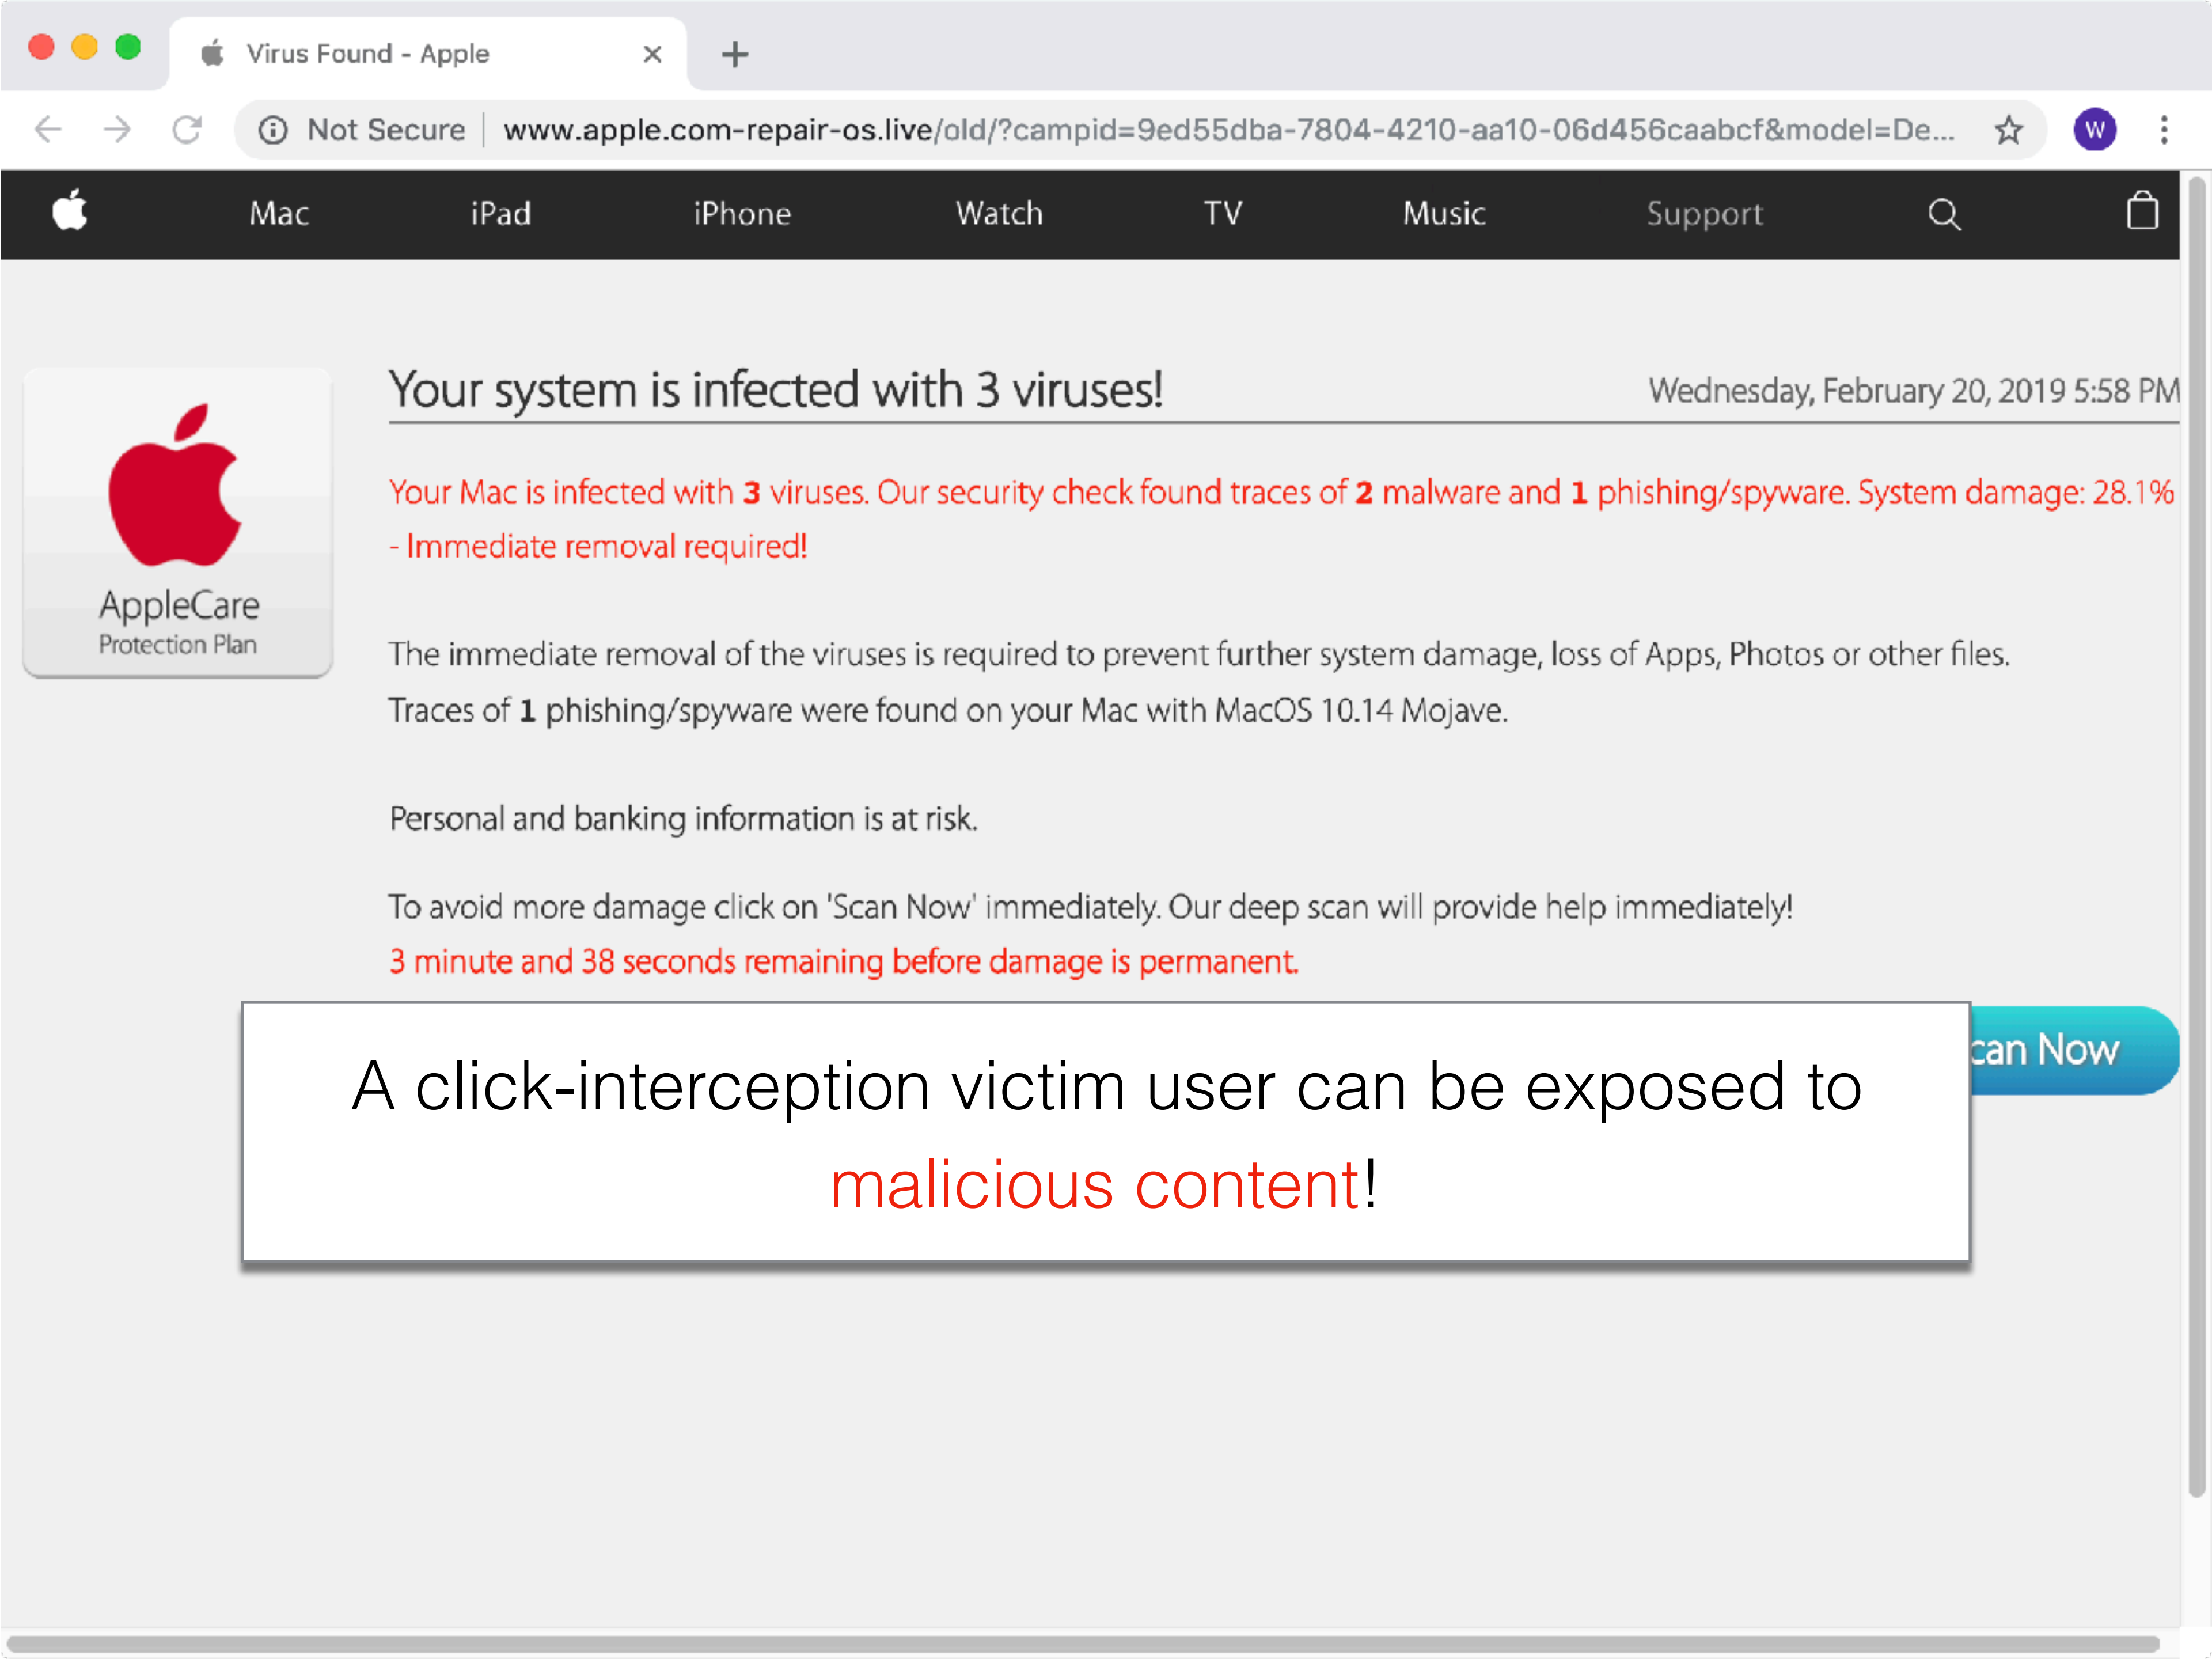 Virus Found - Apple
Not Secure | www.apple.com-repair-os.live/old/?campid=9ed55dba-7804-4210-aa10-06d456caabcf&model=De...
W
Mac iPad iPhone Watch TV Music Support
Your system is infected with 3 viruses!
Wednesday, February 20, 2019 5:58 PM
AppleCare
Protection Plan
Your Mac is infected with 3 viruses. Our security check found traces of 2 malware and 1 phishing/spyware. System damage: 28.1%
- Immediate removal required!
The immediate removal of the viruses is required to prevent further system damage, loss of Apps, Photos or other files.
Traces of 1 phishing/spyware were found on your Mac with MacOS 10.14 Mojave.
Personal and banking information is at risk.
To avoid more damage click on 'Scan Now' immediately. Our deep scan will provide help immediately!
3 minute and 38 seconds remaining before damage is permanent.
can Now
A click-interception victim user can be exposed to
malicious content!